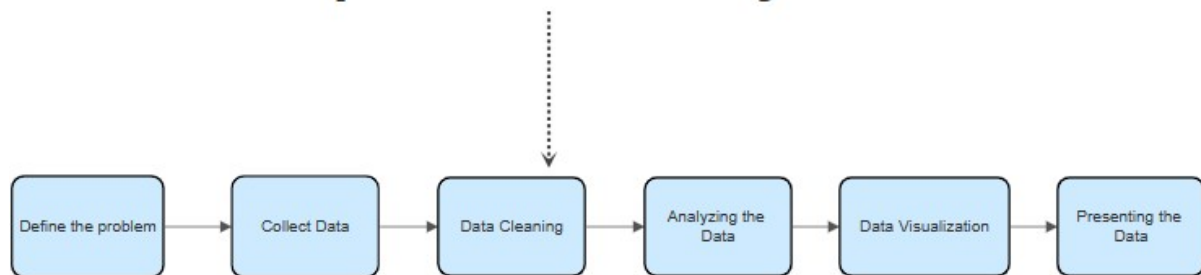 Define the problem
Collect Data
Data Cleaning
Analyzing the
Data
Data Visualization
Presenting the
Data